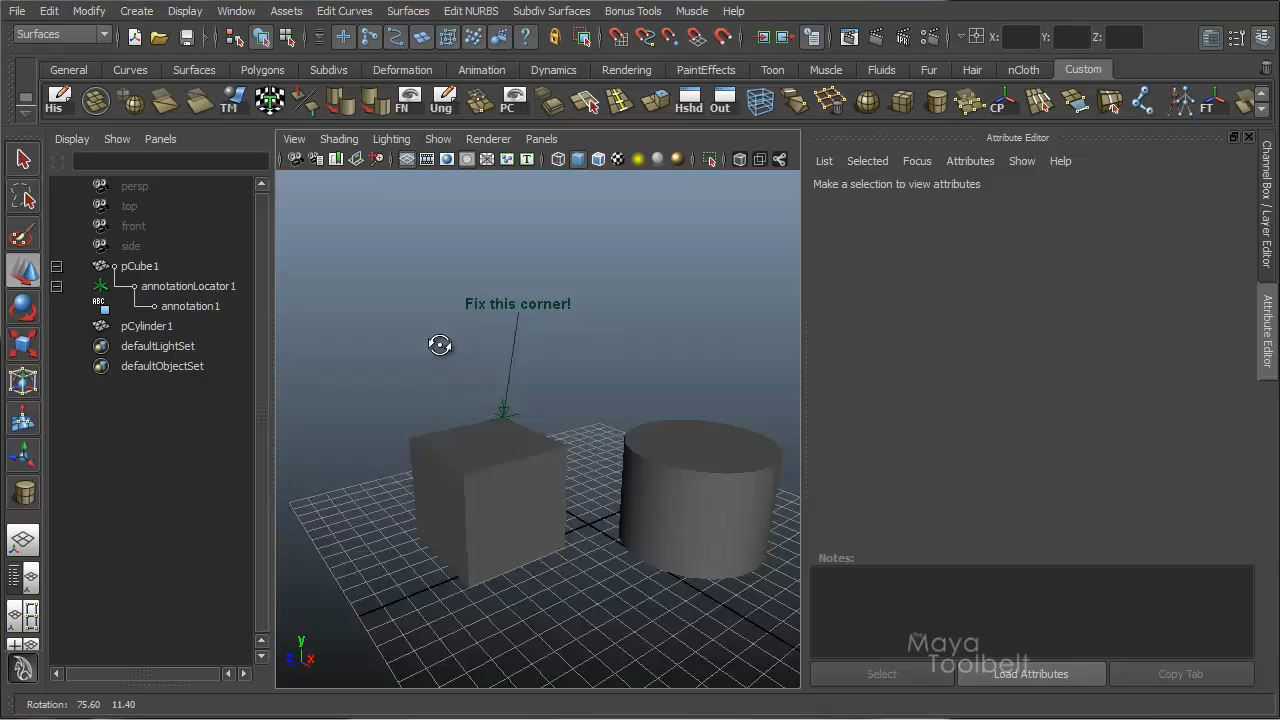 File Edit Modify Create Display Window Assets Edit Curves Surfaces Edit NURBS Subdiv Surfaces Bonus Tools Muscle Help
Surfaces X: Y: Z:
General Curves Surfaces Polygons Subdivs Deformation Animation Dynamics Rendering PaintEffects Toon Muscle Fluids Fur Hair nCloth Custom
His TM FN Ung PC Hshd Out CP FT
Display Show Panels
View Shading Lighting Show Renderer Panels
Attribute Editor
List Selected Focus Attributes Show Help
Make a selection to view attributes
persp
top
front
side
pCube1
annotationLocator1
ABC
annotation1
pCylinder1
defaultLightSet
defaultObjectSet
T
Fix this corner!
y
z x
Channel Box / Layer Editor
Attribute Editor
Notes:
the Maya Toolbelt
Select Load Attributes Copy Tab
Rotation: 75.60 11.40